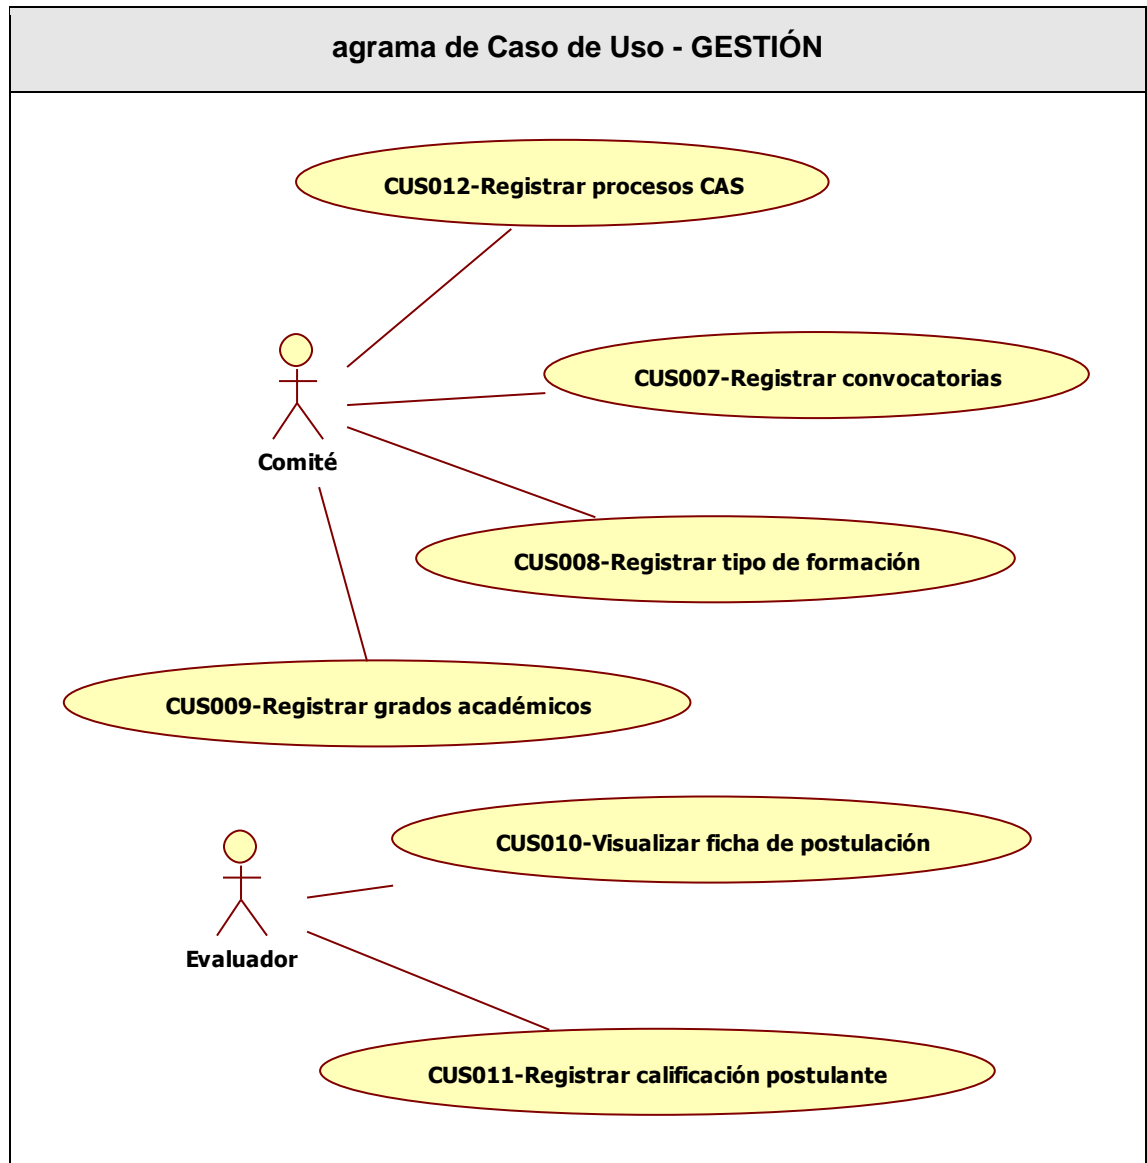 agrama de Caso de Uso - GESTIÓN
CUS012-Registrar procesos CAS
CUS007-Registrar convocatorias
Comité
CUS008-Registrar tipo de formación
CUS009-Registrar grados académicos
CUS010-Visualizar ficha de postulación
Evaluador
CUS011-Registrar calificación postulante